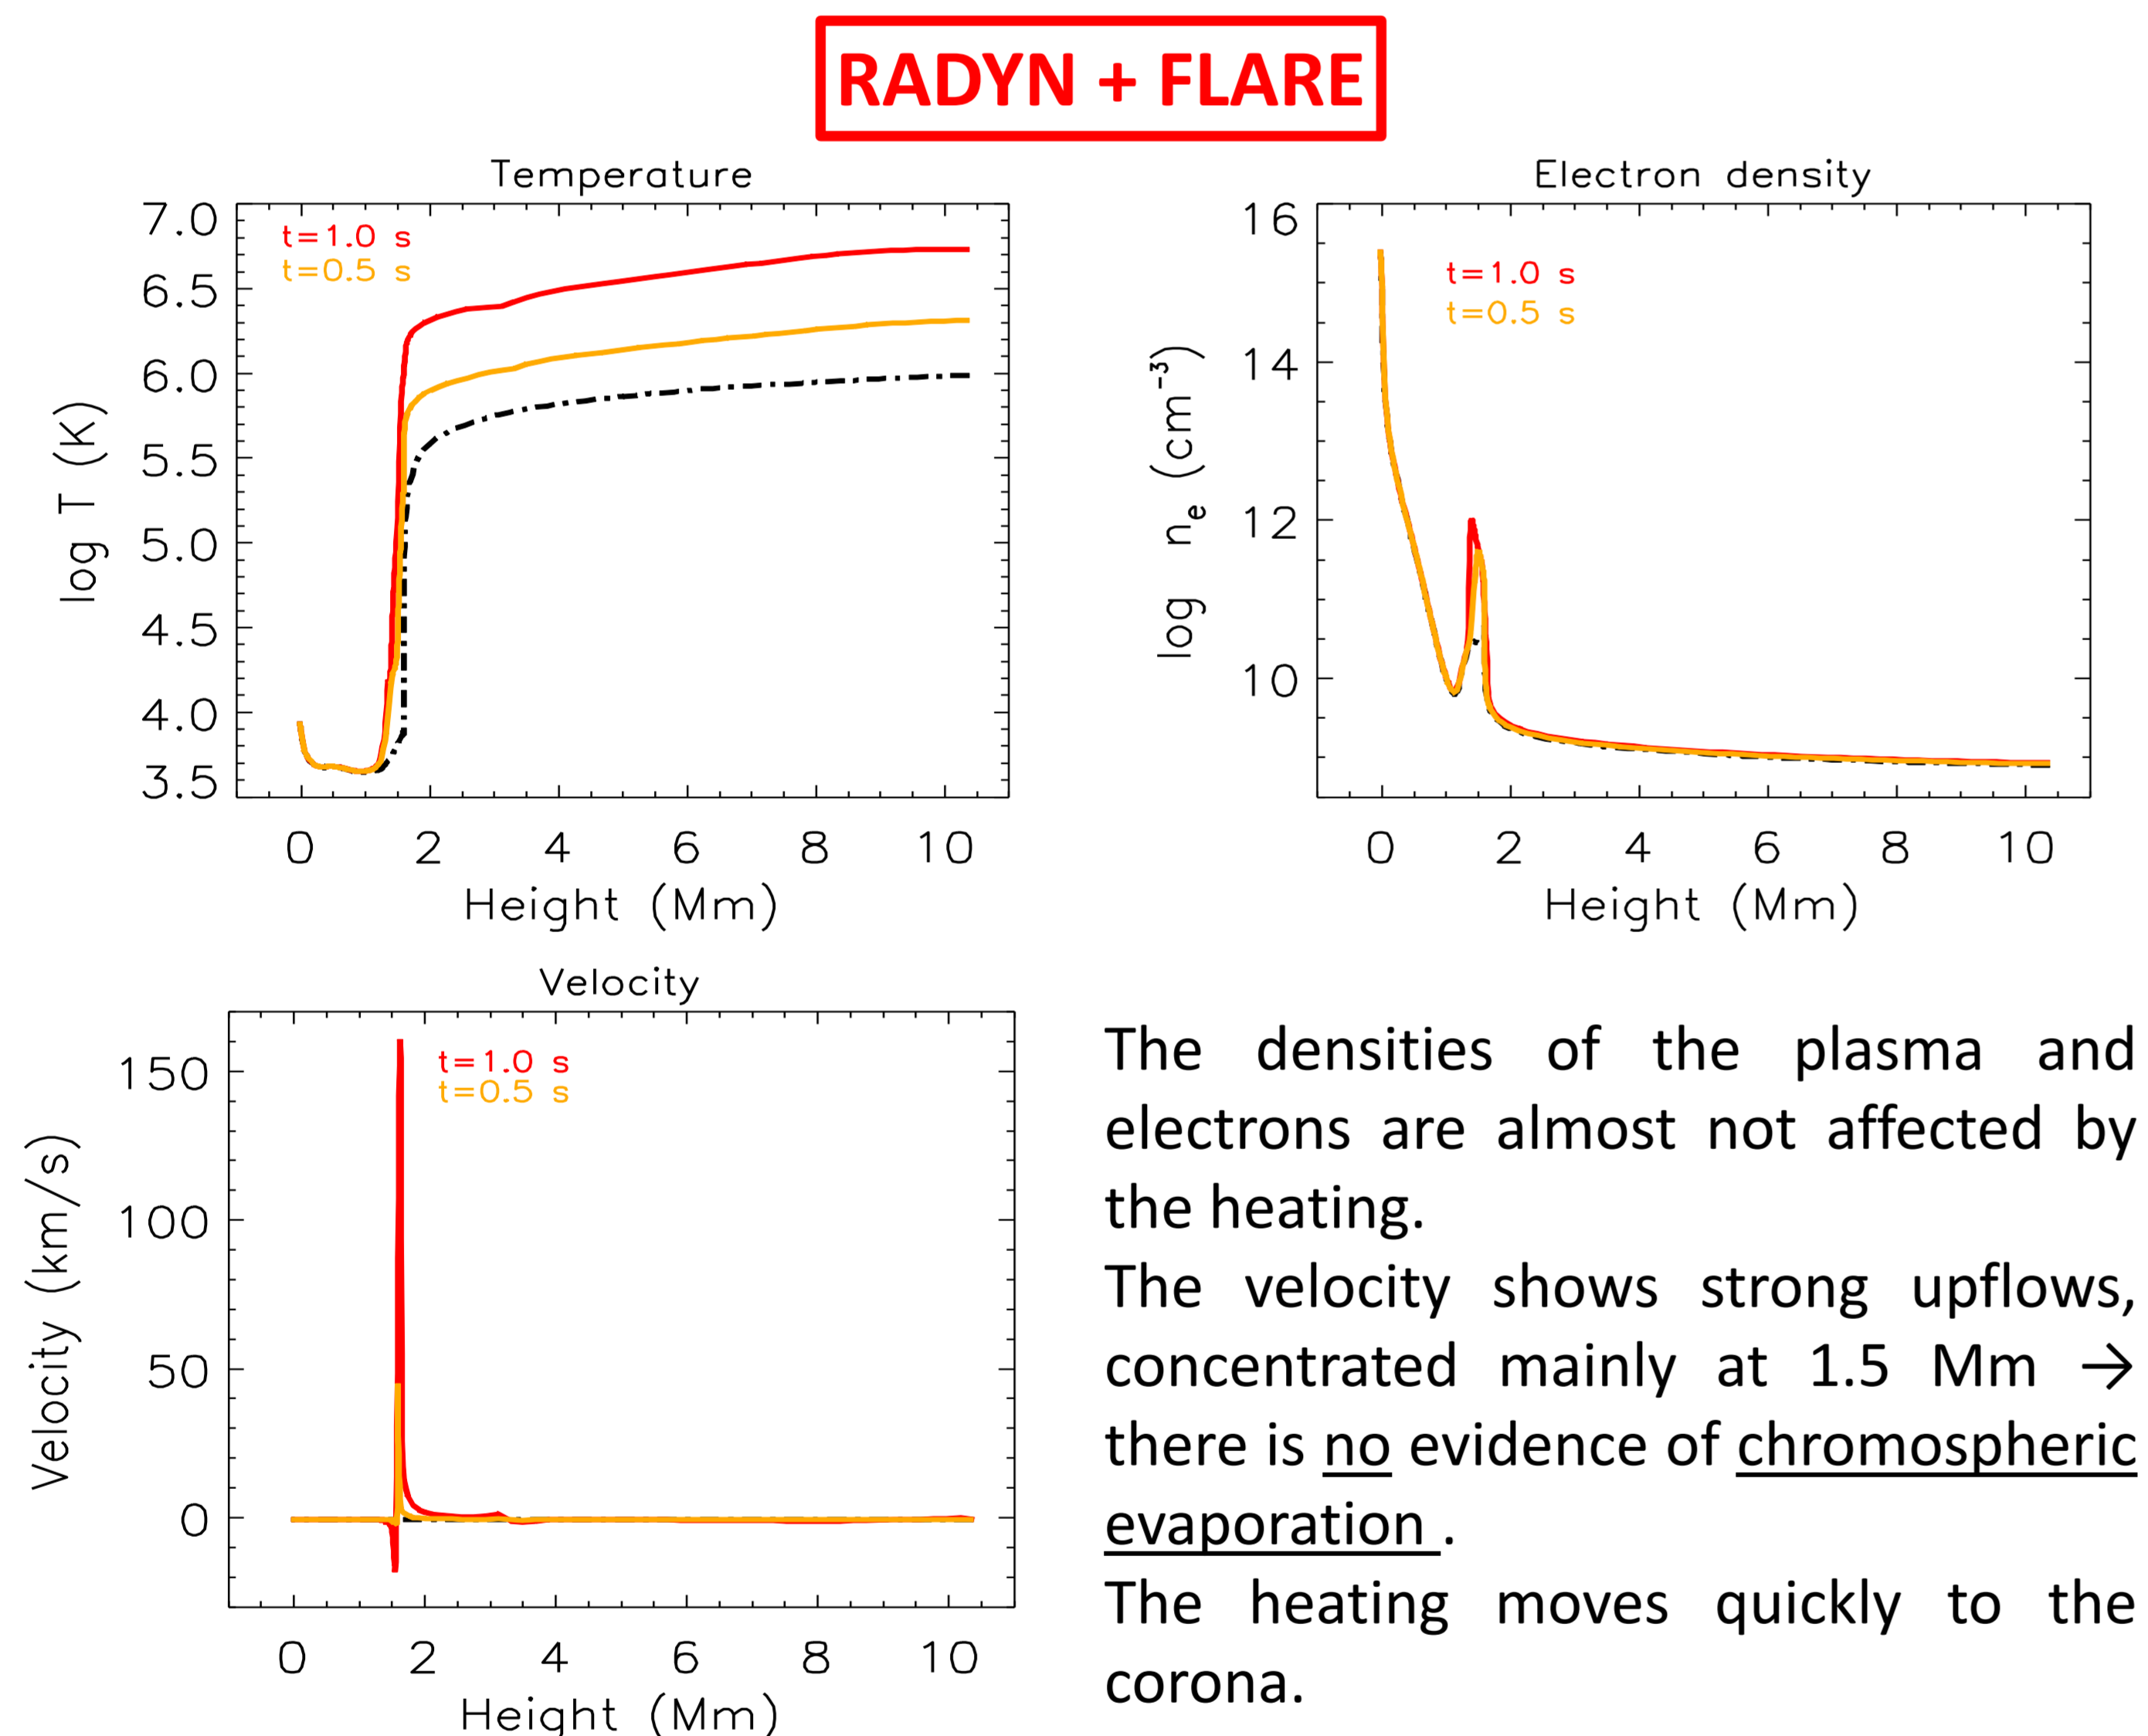 RADYN + FLARE
Temperature
t=1.0 s
t=0.5 s
log T (K)
7.0
6.5
6.0
5.5
5.0
4.5
4.0
3.5
0 2 4 6 8 10
Height (Mm)
Electron density
t=1.0 s
t=0.5 s
log nₑ (cm⁻³)
16
14
12
10
0 2 4 6 8 10
Height (Mm)
Velocity
t=1.0 s
t=0.5 s
Velocity (km/s)
150
100
50
0
0 2 4 6 8 10
Height (Mm)
The densities of the plasma and
electrons are almost not affected by
the heating.
The velocity shows strong upflows,
concentrated mainly at 1.5 Mm →
there is no evidence of chromospheric
evaporation .
The heating moves quickly to the
corona.